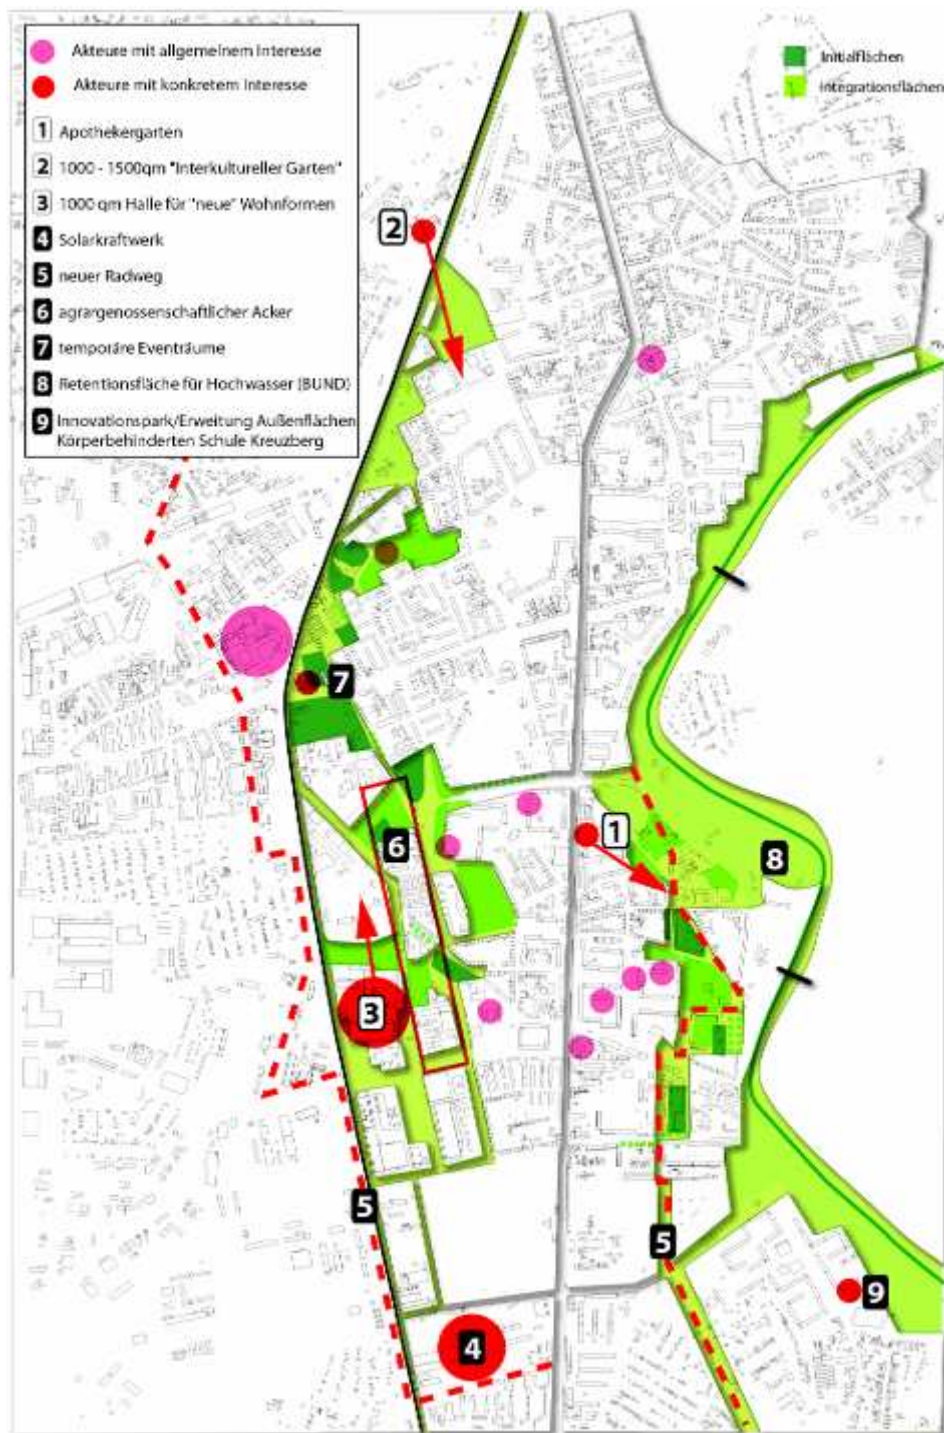 Akteure mit allgemeinem Interesse
Akteure mit konkretem Interesse
1 Apothekergarten
2 1000 - 1500qm "Interkultureller Garten"
3 1000 qm Halle für "neue" Wohnformen
4 Solarkraftwerk
5 neuer Radweg
6 agrargenossenschaftlicher Acker
7 temporäre Eventräume
8 Retentionsfläche für Hochwasser (BUND)
9 Innovationspark/Erweitung Außenflächen
Körperbehinderten Schule Kreuzberg
Initialflächen
Integrationsflächen
2
7
6
1
8
3
5
5
9
4